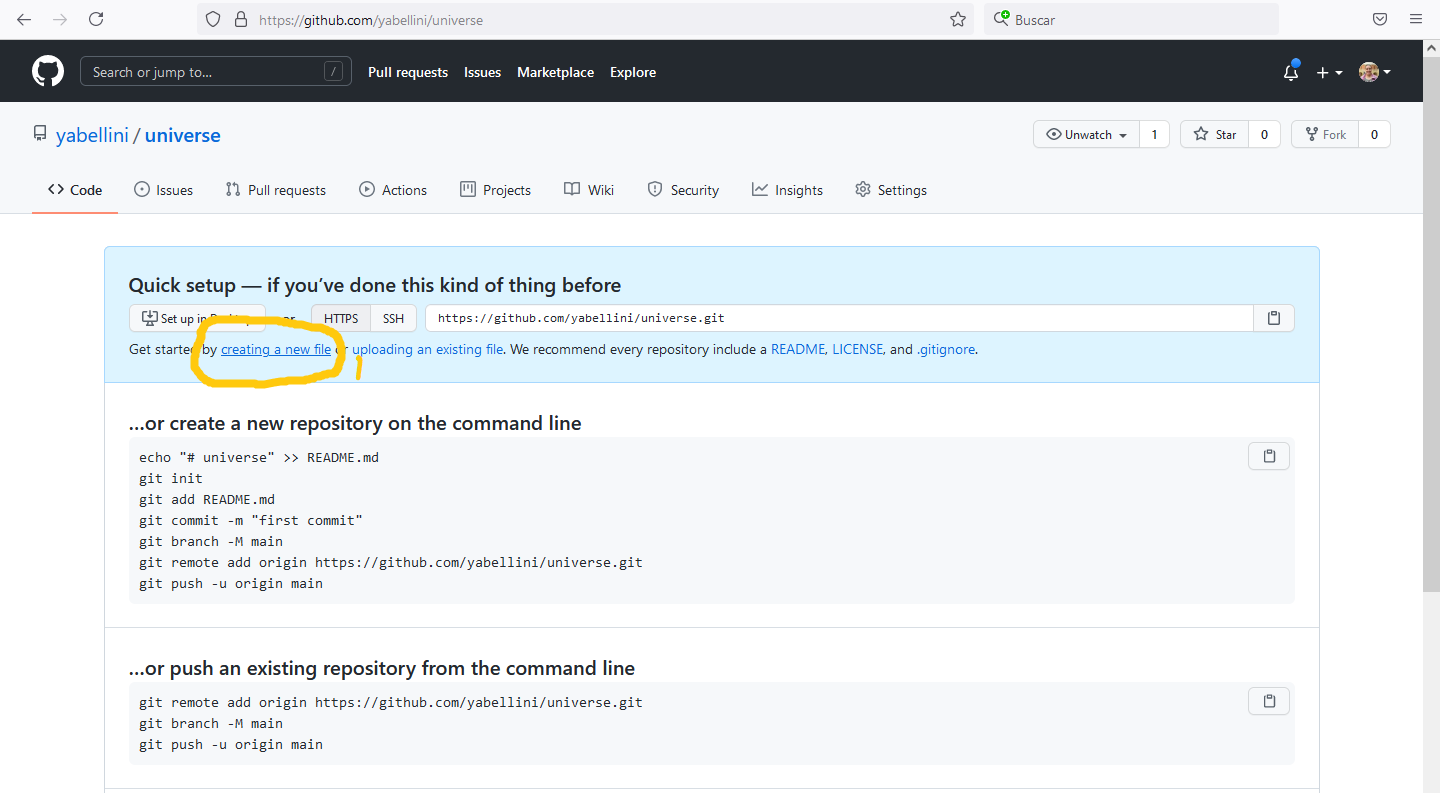 https://github.com/yabellini/universe
Buscar
Search or jump to... /
Pull requests Issues Marketplace Explore
yabellini / universe
Unwatch 1 Star 0 Fork 0
Code Issues Pull requests Actions Projects Wiki Security Insights Settings
Quick setup — if you’ve done this kind of thing before
Set up in Desktop or HTTPS SSH https://github.com/yabellini/universe.git
Get started by creating a new file or uploading an existing file. We recommend every repository include a README, LICENSE, and .gitignore.
1
…or create a new repository on the command line
echo "# universe" >> README.md
git init
git add README.md
git commit -m "first commit"
git branch -M main
git remote add origin https://github.com/yabellini/universe.git
git push -u origin main
…or push an existing repository from the command line
git remote add origin https://github.com/yabellini/universe.git
git branch -M main
git push -u origin main